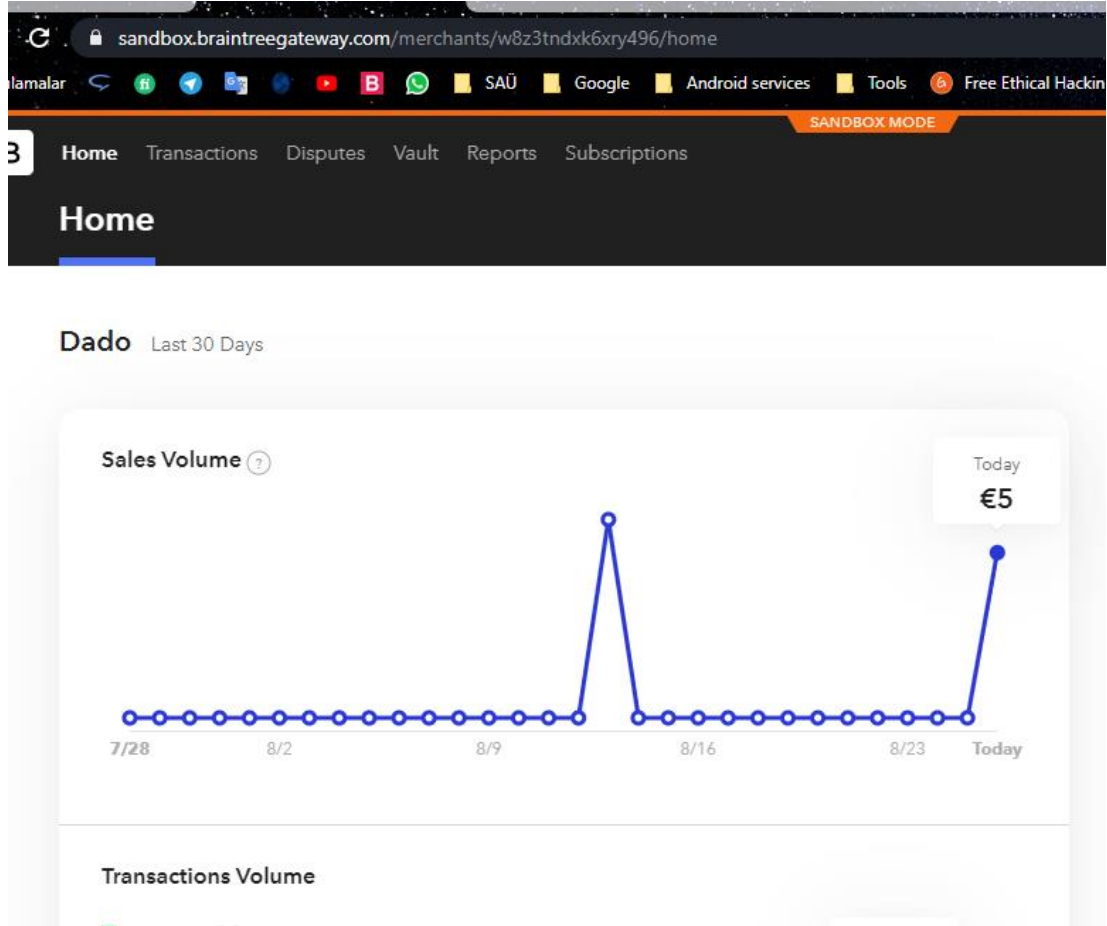 sandbox.braintreegateway.com/merchants/w8z3tndxk6xry496/home
lamalar fi B SAÜ Google Android services Tools Free Ethical Hackin
SANDBOX MODE
B Home Transactions Disputes Vault Reports Subscriptions
Home
Dado Last 30 Days
Sales Volume ?
Today
€5
7/28 8/2 8/9 8/16 8/23 Today
Transactions Volume